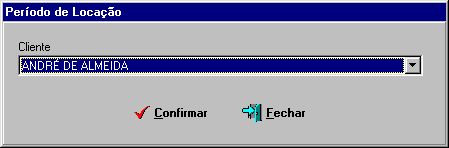 Período de Locação
Cliente
ANDRÉ DE ALMEIDA
Confirmar Fechar